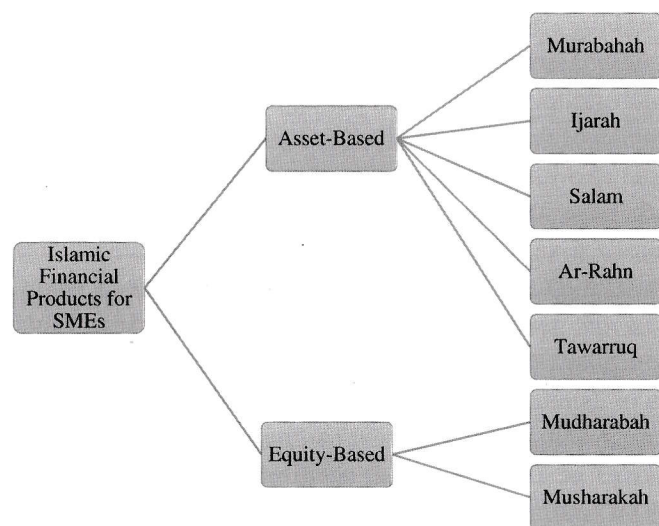 Islamic
Financial
Products for
SMEs
Asset-Based
Equity-Based
Murabahah
Ijarah
Salam
Ar-Rahn
Tawarruq
Mudharabah
Musharakah